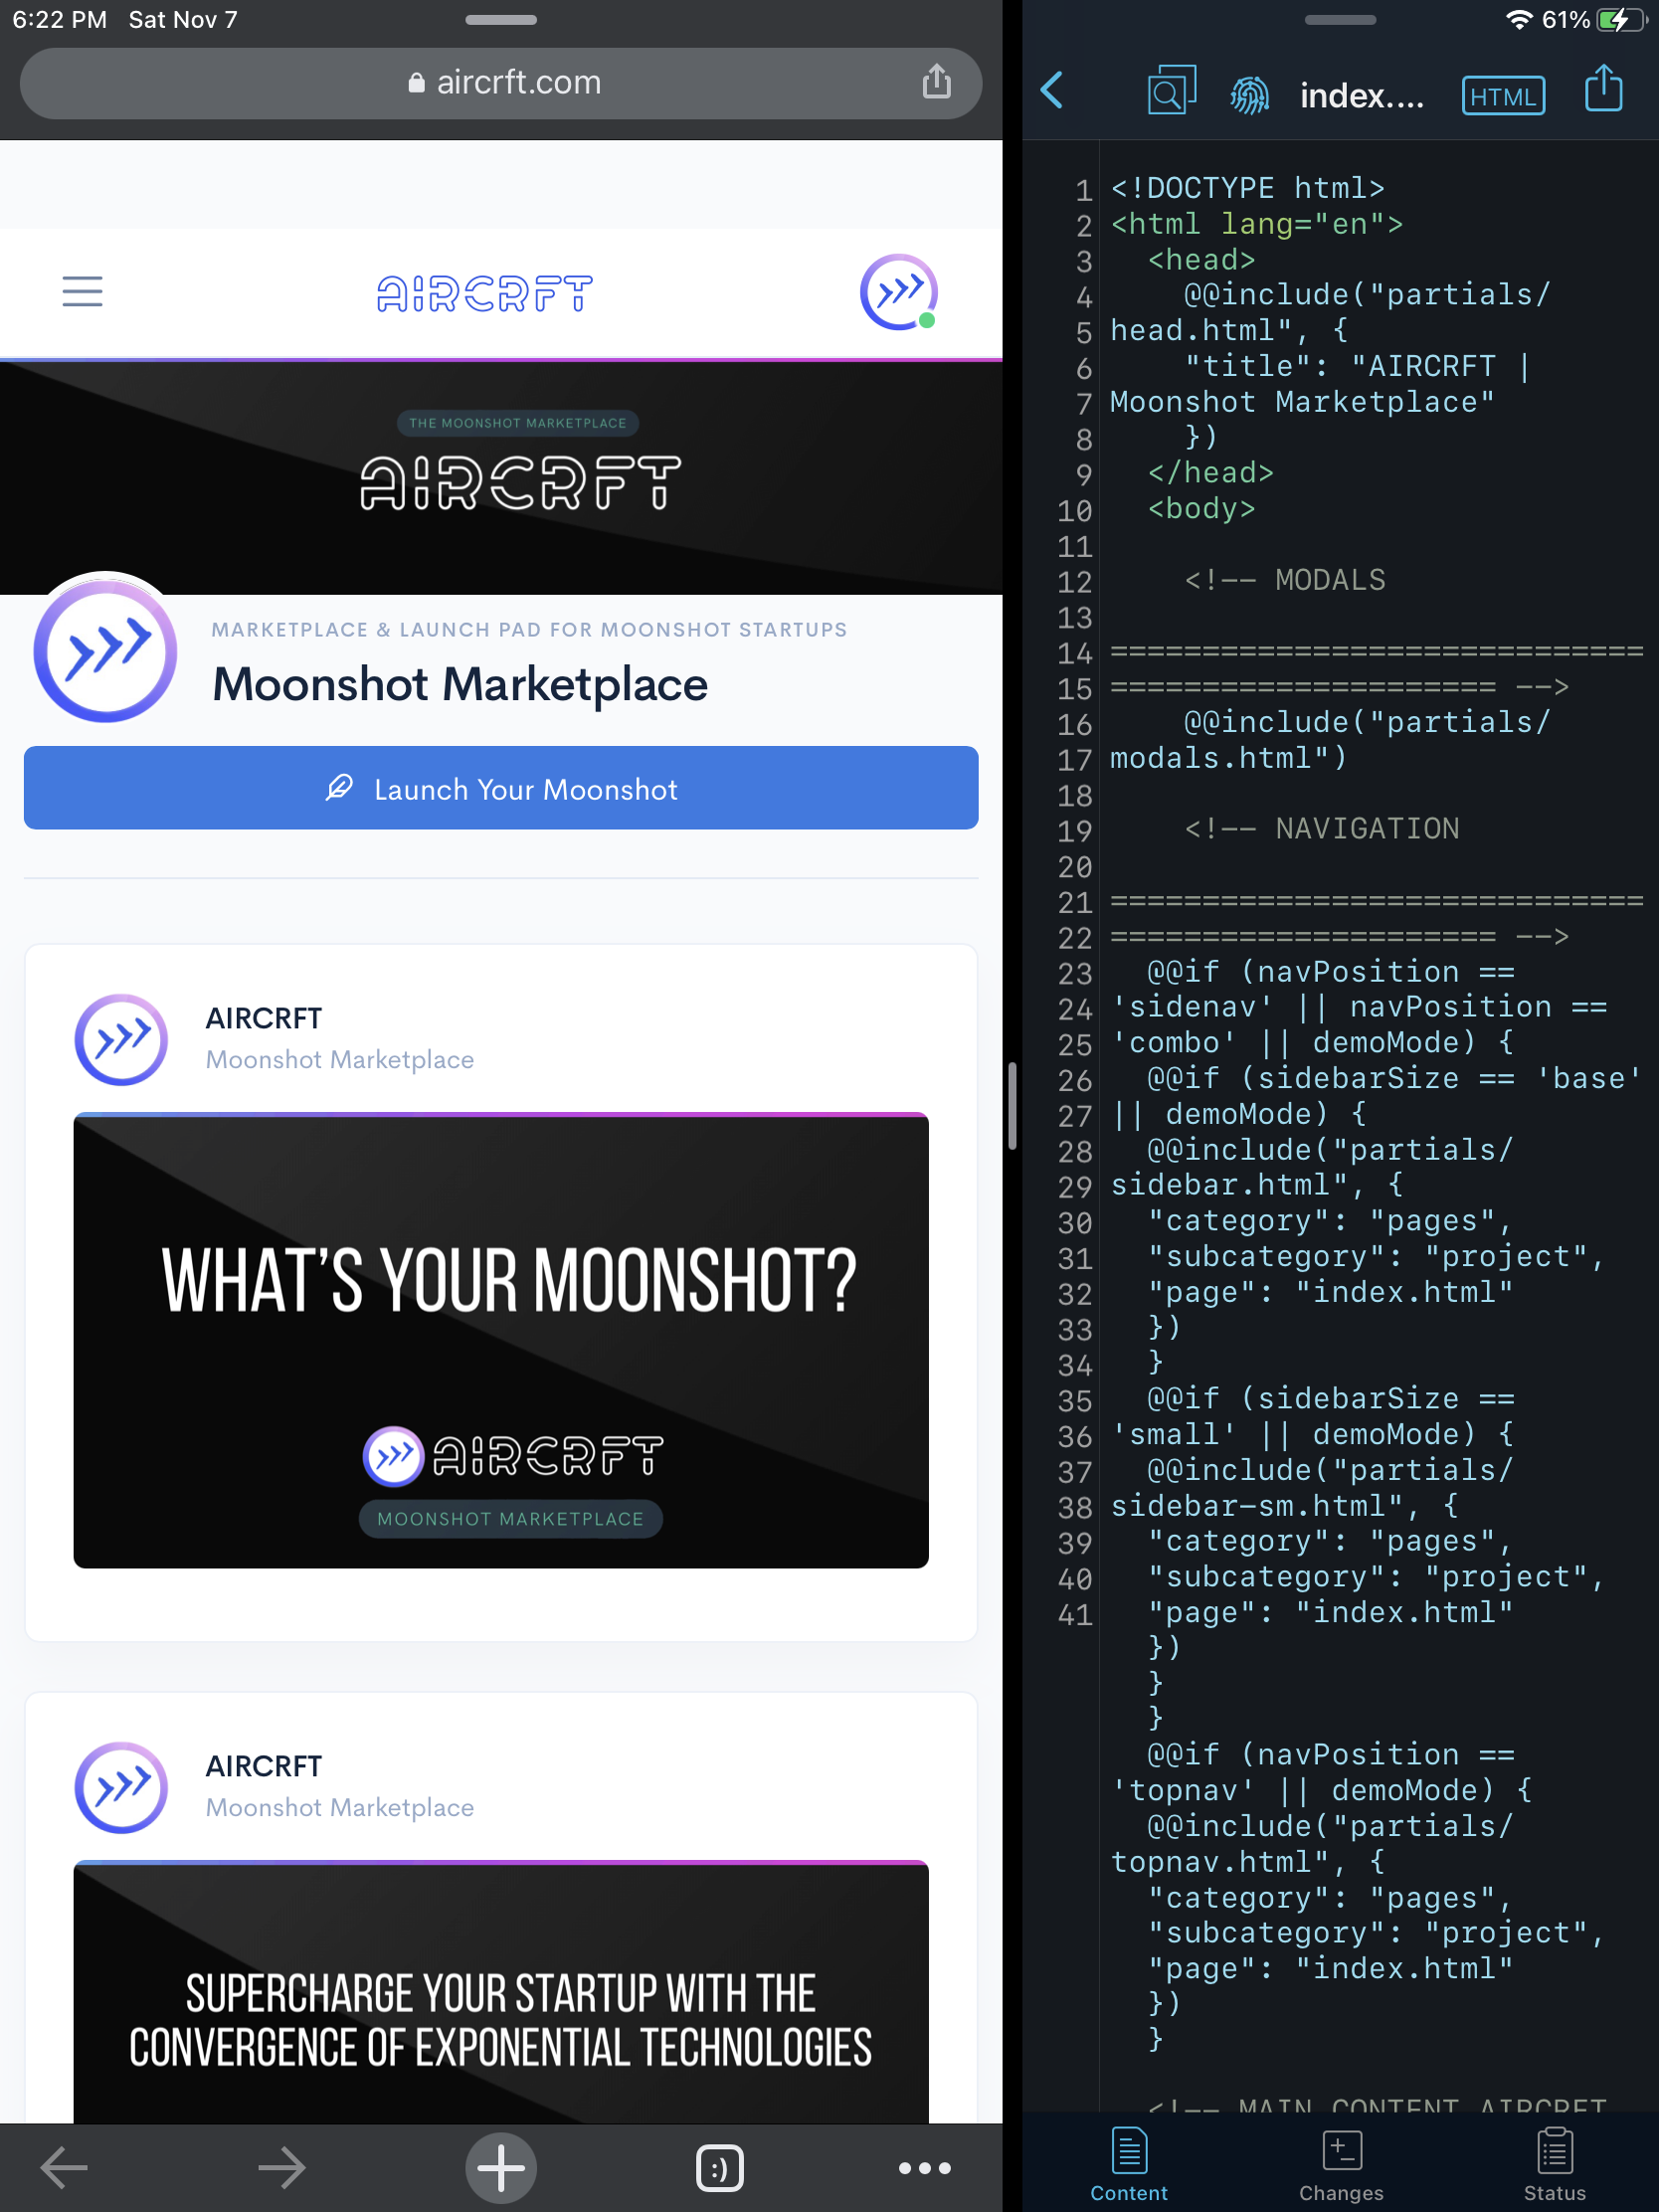 6:22 PM Sat Nov 7
aircrft.com
AIRCRFT
THE MOONSHOT MARKETPLACE
AIRCRFT
MARKETPLACE & LAUNCH PAD FOR MOONSHOT STARTUPS
Moonshot Marketplace
Launch Your Moonshot
AIRCRFT
Moonshot Marketplace
WHAT'S YOUR MOONSHOT?
AIRCRFT
MOONSHOT MARKETPLACE
AIRCRFT
Moonshot Marketplace
SUPERCHARGE YOUR STARTUP WITH THE
CONVERGENCE OF EXPONENTIAL TECHNOLOGIES
:)
61%
index....
HTML
1 <!DOCTYPE html>
2 <html lang="en">
3 <head>
4 @@include("partials/
5 head.html", {
6 "title": "AIRCRFT |
7 Moonshot Marketplace"
8 })
9 </head>
10 <body>
11
12 <!-- MODALS
13
14 =============================
15 ===================== -->
16 @@include("partials/
17 modals.html")
18
19 <!-- NAVIGATION
20
21 =============================
22 ===================== -->
23 @@if (navPosition ==
24 'sidenav' || navPosition ==
25 'combo' || demoMode) {
26 @@if (sidebarSize == 'base'
27 || demoMode) {
28 @@include("partials/
29 sidebar.html", {
30 "category": "pages",
31 "subcategory": "project",
32 "page": "index.html"
33 })
34 }
35 @@if (sidebarSize ==
36 'small' || demoMode) {
37 @@include("partials/
38 sidebar-sm.html", {
39 "category": "pages",
40 "subcategory": "project",
41 "page": "index.html"
})
}
}
@@if (navPosition ==
'topnav' || demoMode) {
@@include("partials/
topnav.html", {
"category": "pages",
"subcategory": "project",
"page": "index.html"
})
}
<!-- MAIN CONTENT AIRCRFT
Content
Changes
Status